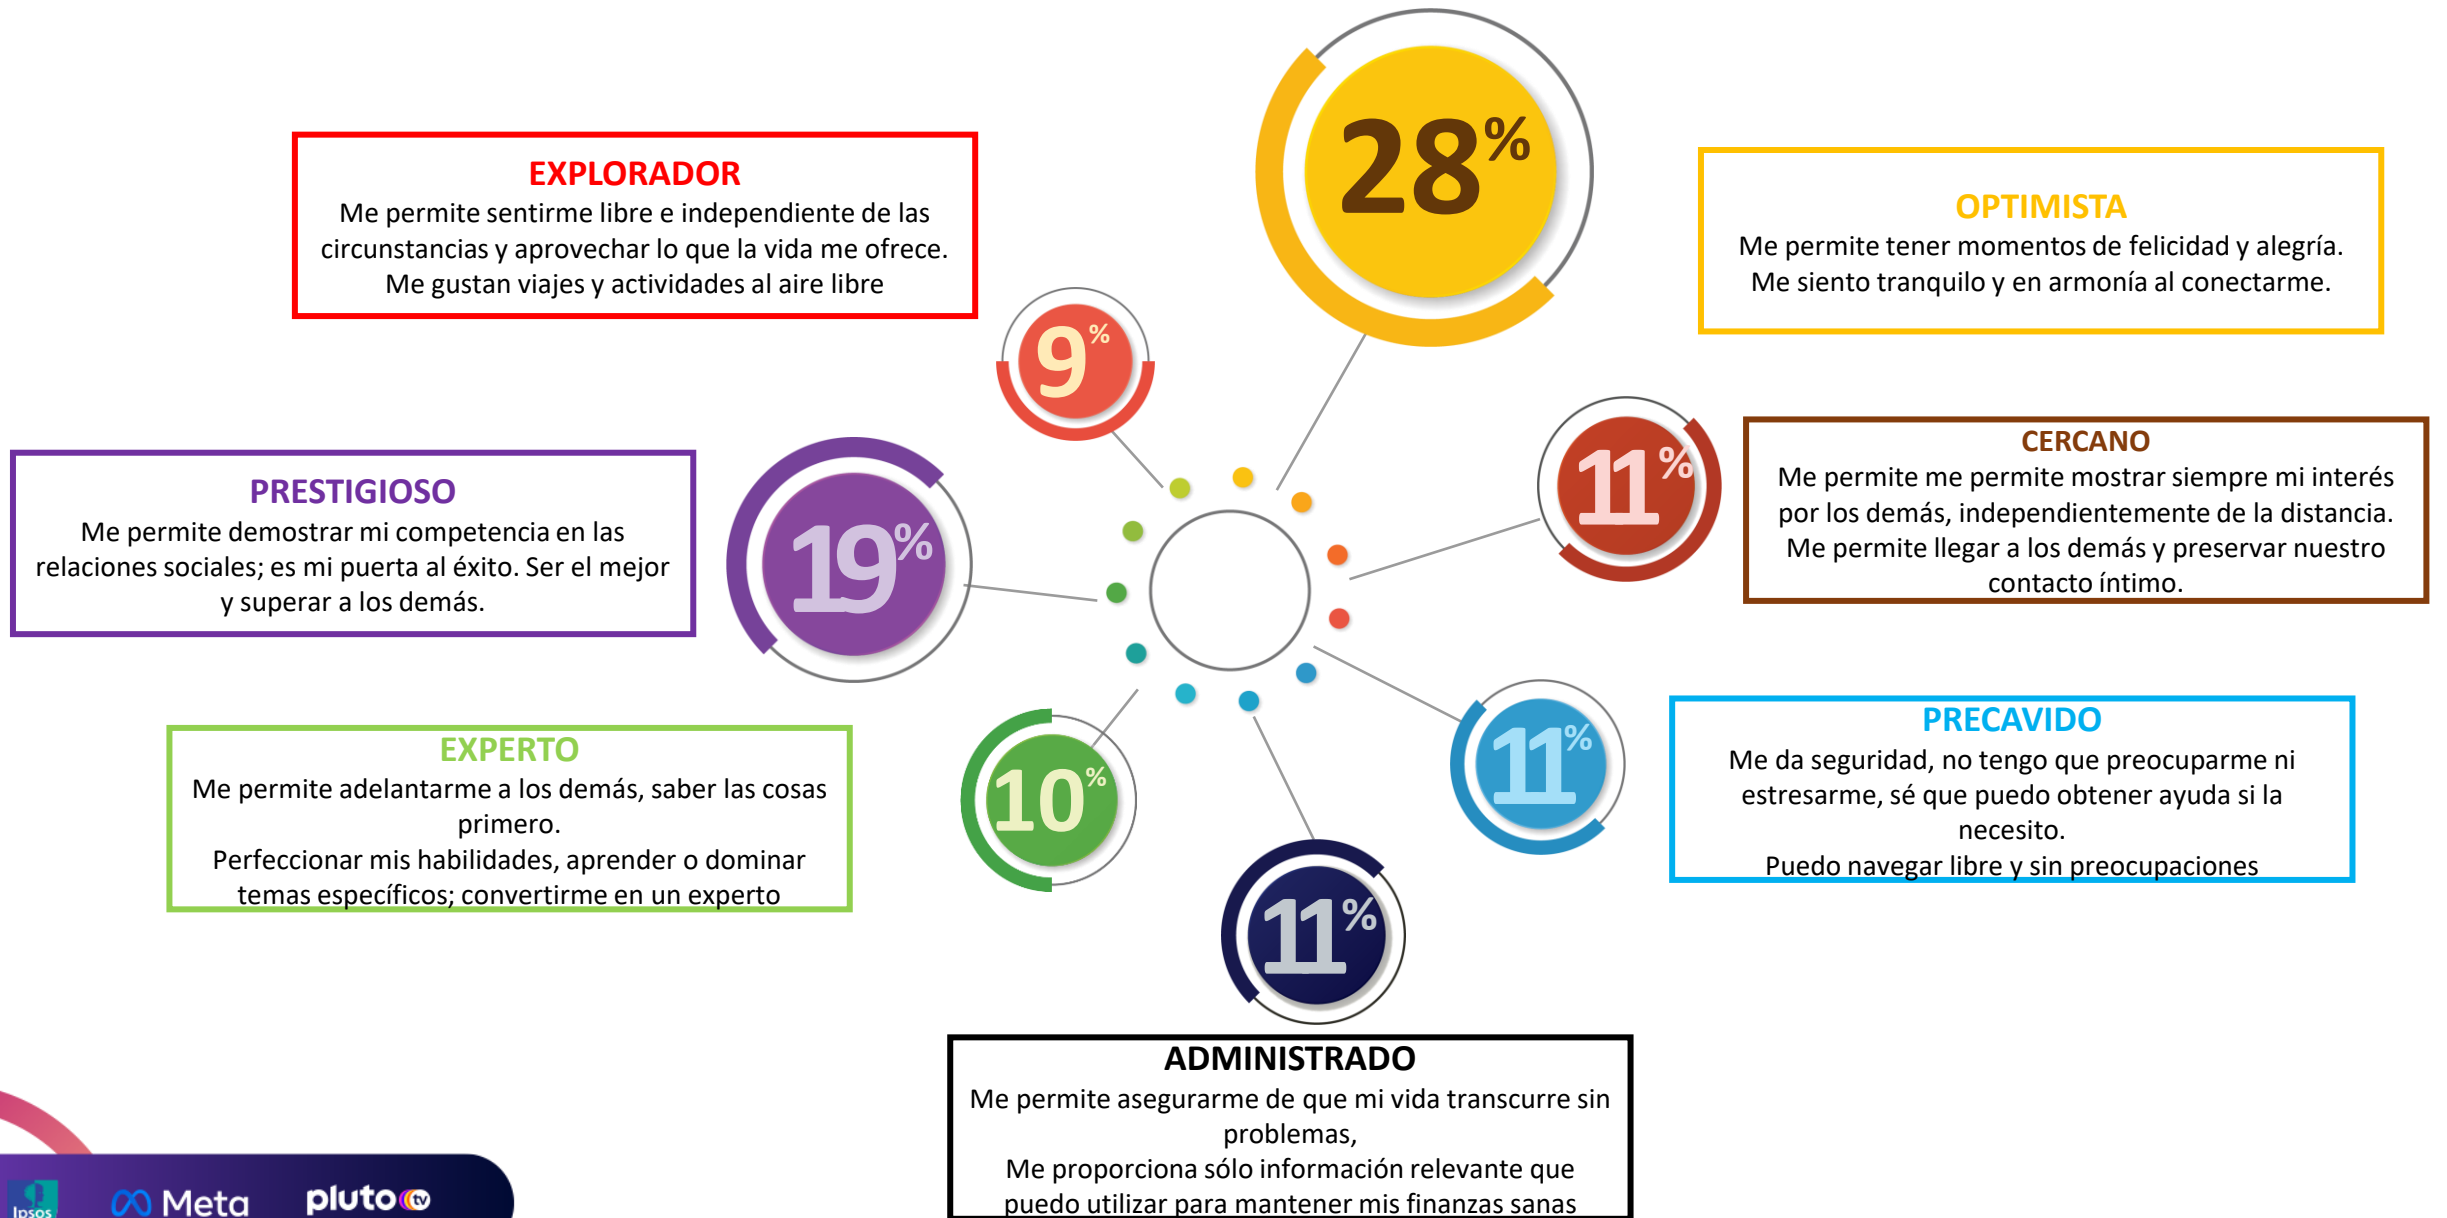 28%
EXPLORADOR
Me permite sentirme libre e independiente de las
circunstancias y aprovechar lo que la vida me ofrece.
Me gustan viajes y actividades al aire libre
OPTIMISTA
Me permite tener momentos de felicidad y alegría.
Me siento tranquilo y en armonía al conectarme.
9%
PRESTIGIOSO
Me permite demostrar mi competencia en las
relaciones sociales; es mi puerta al éxito. Ser el mejor
y superar a los demás.
19%
11%
CERCANO
Me permite me permite mostrar siempre mi interés
por los demás, independientemente de la distancia.
Me permite llegar a los demás y preservar nuestro
contacto íntimo.
EXPERTO
Me permite adelantarme a los demás, saber las cosas
primero.
Perfeccionar mis habilidades, aprender o dominar
temas específicos; convertirme en un experto
10%
11%
PRECAVIDO
Me da seguridad, no tengo que preocuparme ni
estresarme, sé que puedo obtener ayuda si la
necesito.
Puedo navegar libre y sin preocupaciones
11%
ADMINISTRADO
Me permite asegurarme de que mi vida transcurre sin
problemas,
Me proporciona sólo información relevante que
puedo utilizar para mantener mis finanzas sanas
Ipsos
Meta
pluto tv